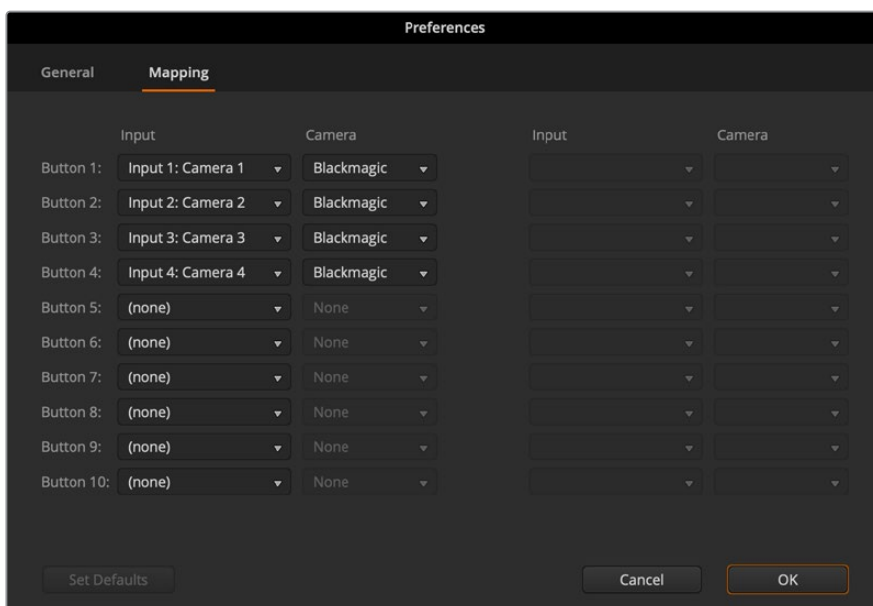 Preferences
General Mapping
Input Camera Input Camera
Button 1: Input 1: Camera 1 Blackmagic
Button 2: Input 2: Camera 2 Blackmagic
Button 3: Input 3: Camera 3 Blackmagic
Button 4: Input 4: Camera 4 Blackmagic
Button 5: (none) None
Button 6: (none) None
Button 7: (none) None
Button 8: (none) None
Button 9: (none) None
Button 10: (none) None
Set Defaults Cancel OK